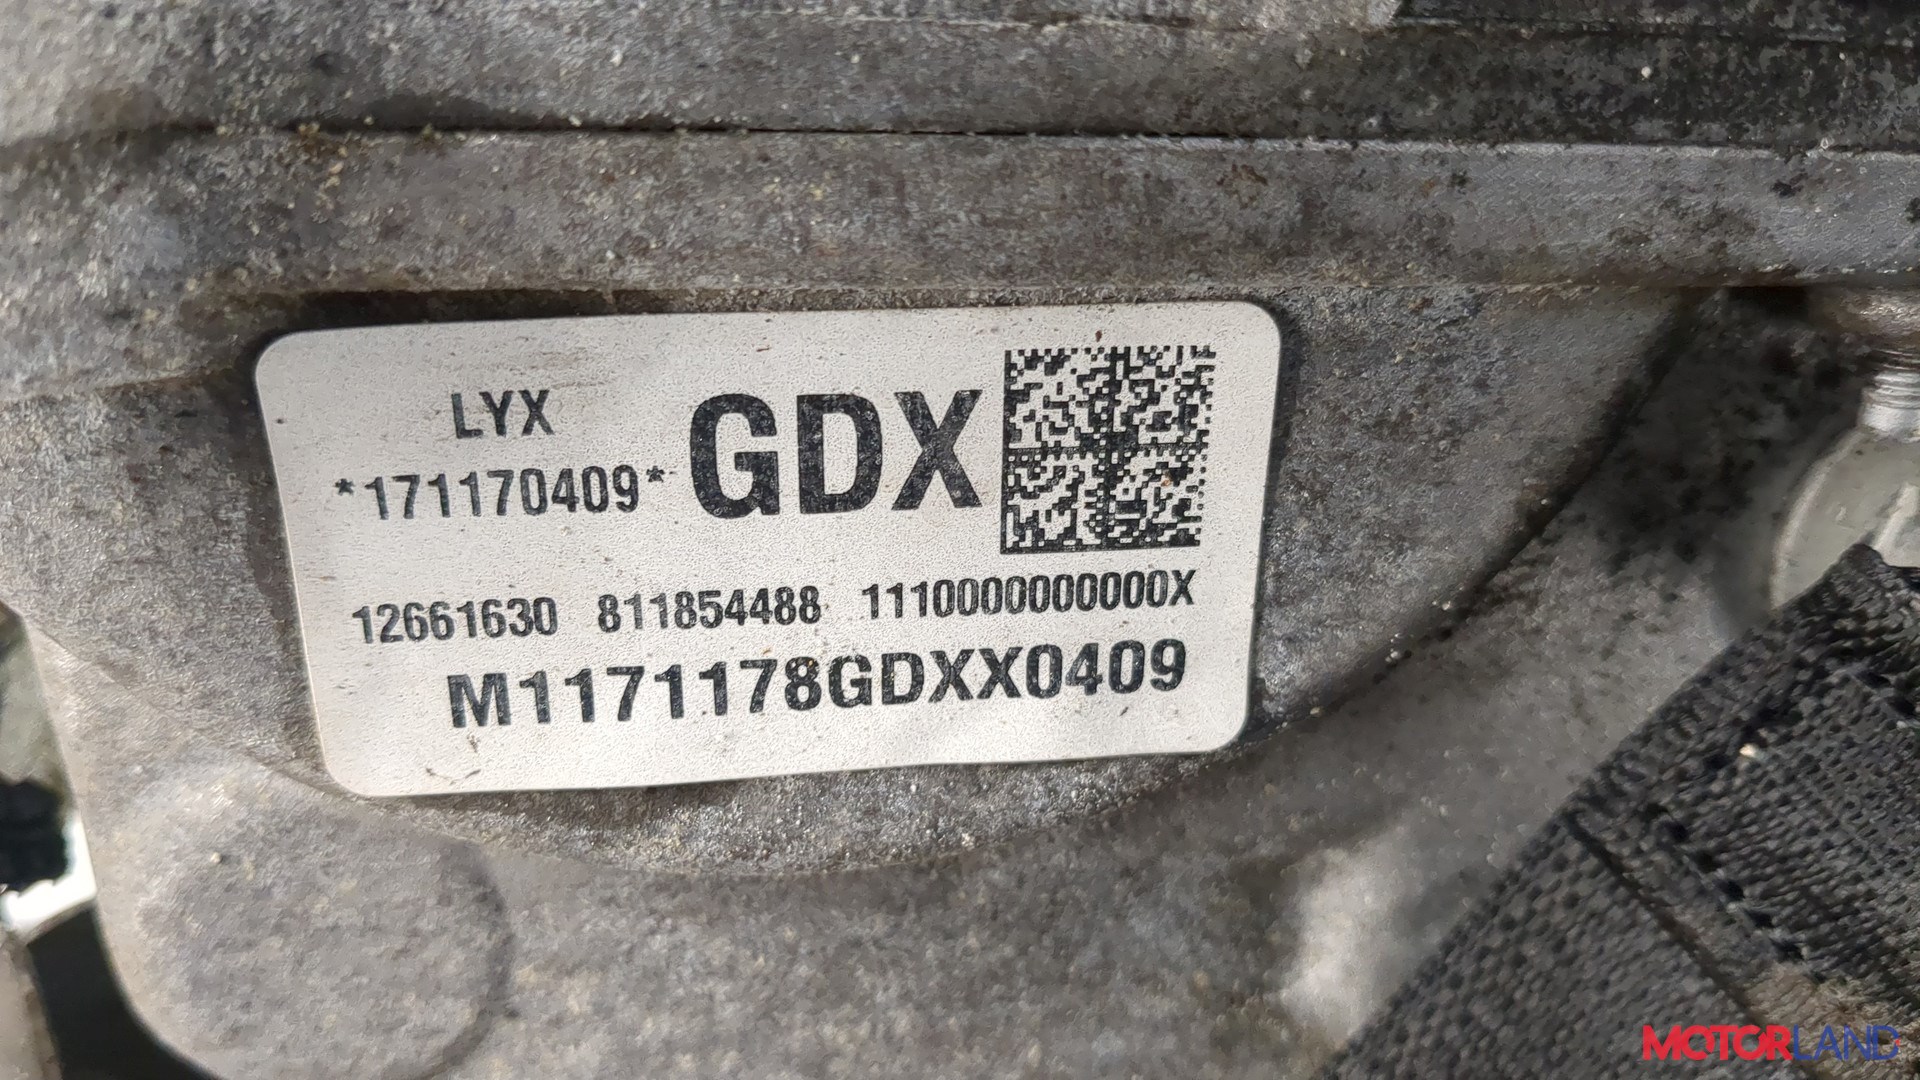 LYX
*171170409*
GDX
12661630 811854488 1110000000000X
M1171178GDXX0409
MOTORLAND